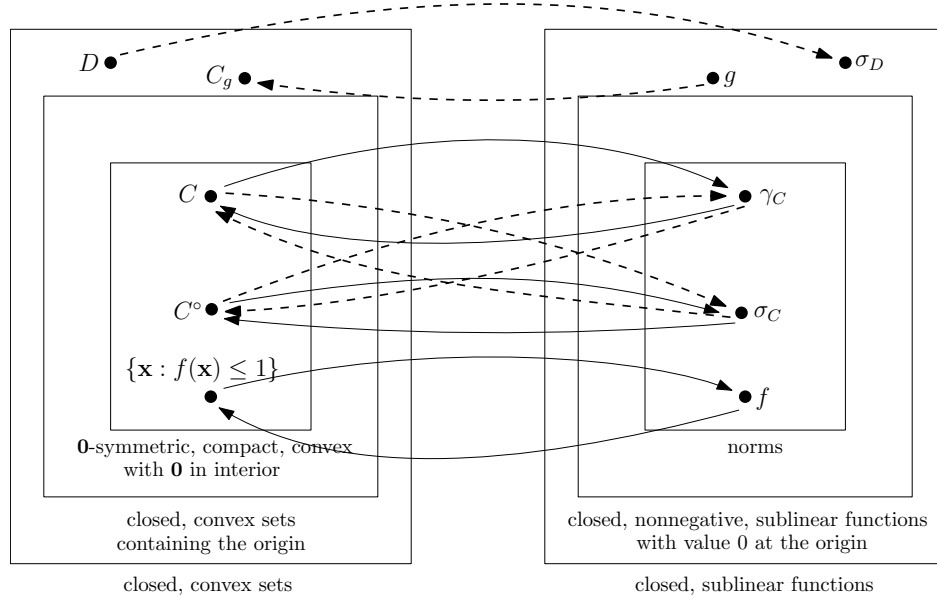 D
C_g
g
σ_D
C
γ_C
C°
σ_C
{x : f(x) ≤ 1}
f
0-symmetric, compact, convex
with 0 in interior
norms
closed, convex sets
containing the origin
closed, nonnegative, sublinear functions
with value 0 at the origin
closed, convex sets
closed, sublinear functions